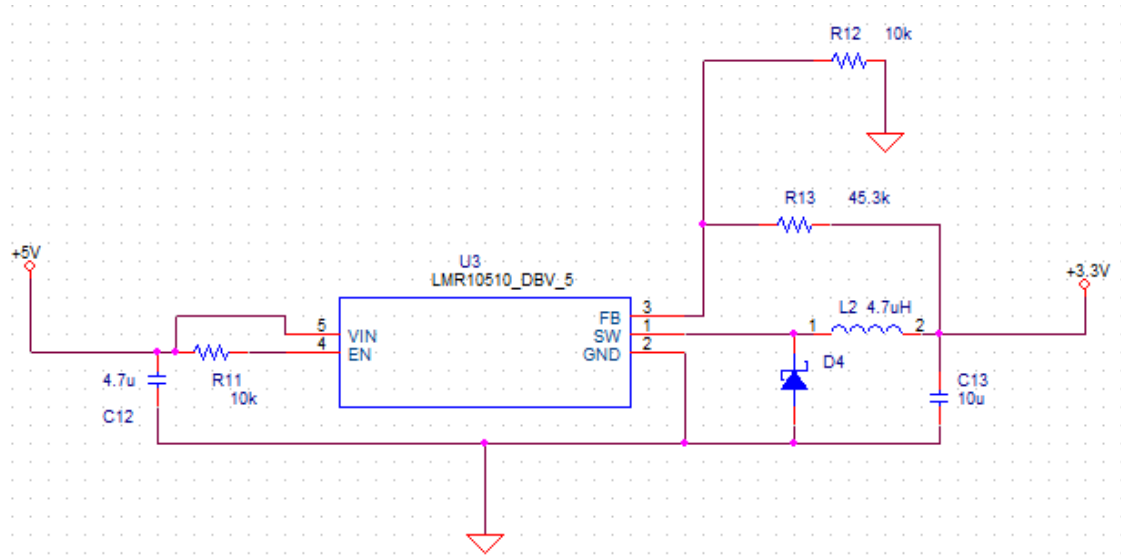 R12 10k
R13 45.3k
+5V
U3
LMR10510_DBV_5
+3.3V
5 VIN
4 EN
FB 3
SW 1
GND 2
1 L2 4.7uH 2
4.7u
C12
R11
10k
D4
C13
10u